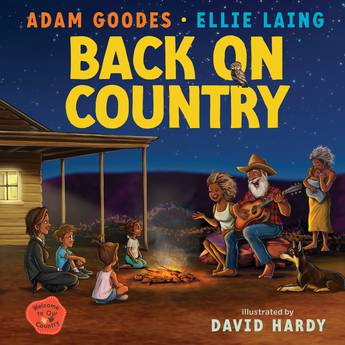 ADAM GOODES • ELLIE LAING
BACK ON
COUNTRY
Welcome
to Our
Country
illustrated by
DAVID HARDY